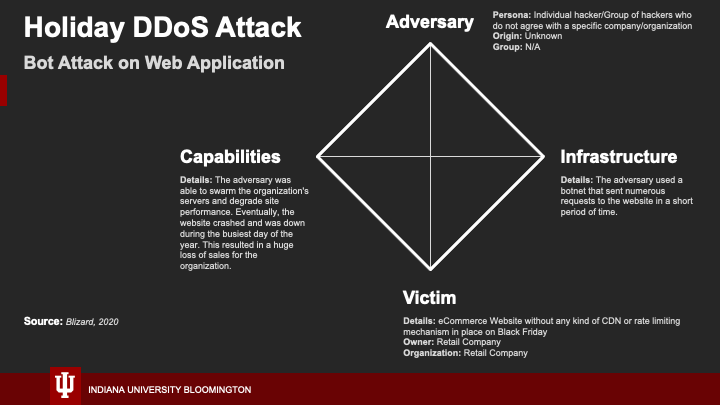 Holiday DDoS Attack
Bot Attack on Web Application
Adversary
Persona: Individual hacker/Group of hackers who
do not agree with a specific company/organization
Origin: Unknown
Group: N/A
Capabilities
Details: The adversary was
able to swarm the organization's
servers and degrade site
performance. Eventually, the
website crashed and was down
during the busiest day of the
year. This resulted in a huge
loss of sales for the
organization.
Infrastructure
Details: The adversary used a
botnet that sent numerous
requests to the website in a short
period of time.
Victim
Details: eCommerce Website without any kind of CDN or rate limiting
mechanism in place on Black Friday
Owner: Retail Company
Organization: Retail Company
Source: Blizard, 2020
INDIANA UNIVERSITY BLOOMINGTON